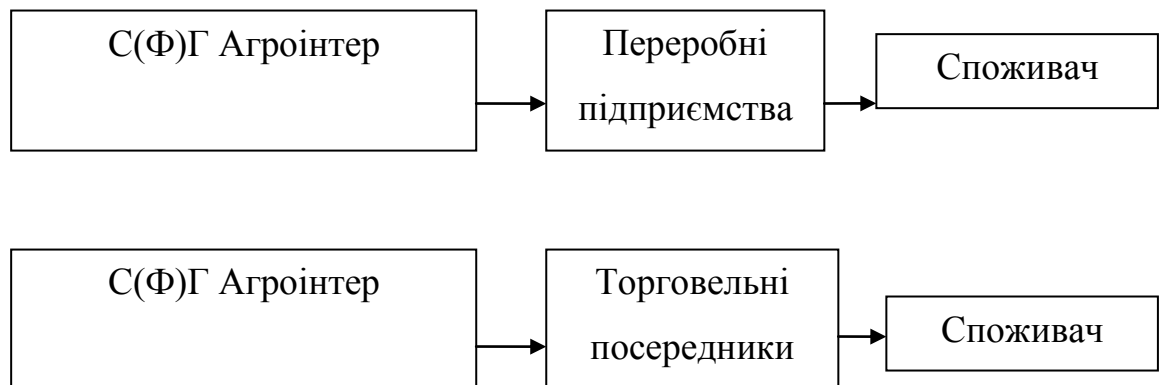 С(Ф)Г Агроінтер
Переробні
підприємства
Споживач
С(Ф)Г Агроінтер
Торговельні
посередники
Споживач